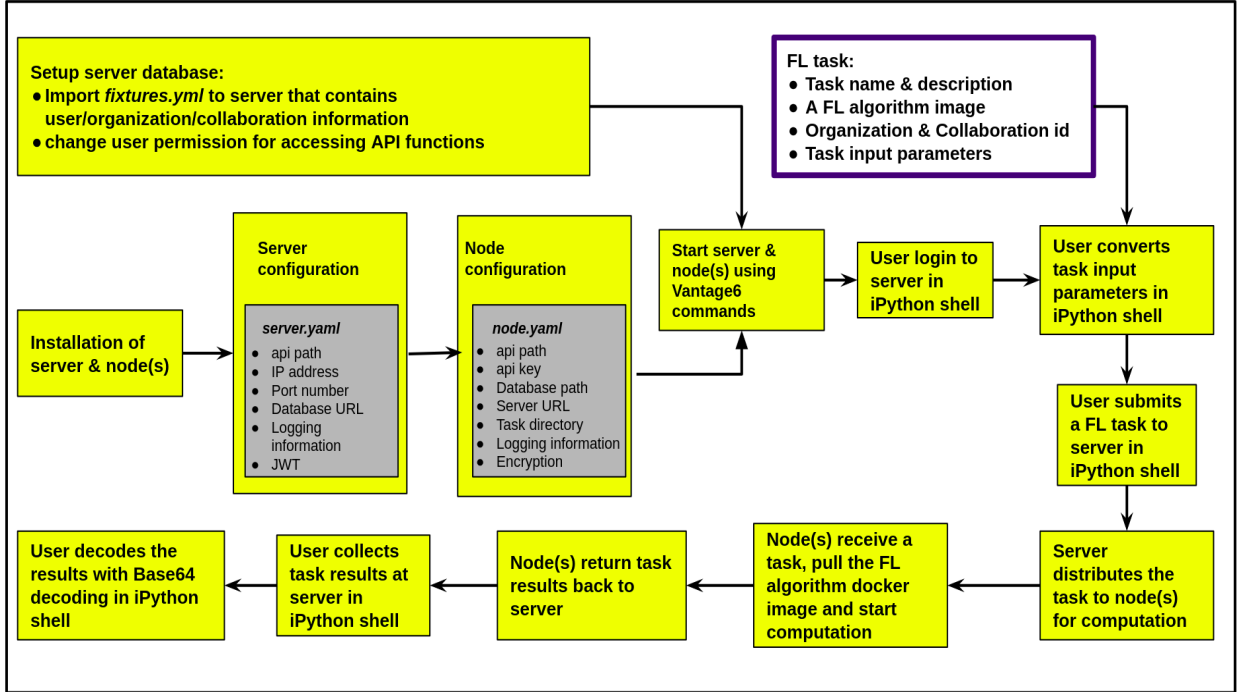 Setup server database:
● Import fixtures.yml to server that contains
user/organization/collaboration information
● change user permission for accessing API functions
FL task:
● Task name & description
● A FL algorithm image
● Organization & Collaboration id
● Task input parameters
Installation of
server & node(s)
Server
configuration
server.yaml
● api path
● IP address
● Port number
● Database URL
● Logging
information
● JWT
Node
configuration
node.yaml
● api path
● api key
● Database path
● Server URL
● Task directory
● Logging information
● Encryption
Start server &
node(s) using
Vantage6
commands
User login to
server in
iPython shell
User converts
task input
parameters in
iPython shell
User submits
a FL task to
server in
iPython shell
Server
distributes the
task to node(s)
for computation
Node(s) receive a
task, pull the FL
algorithm docker
image and start
computation
Node(s) return task
results back to
server
User collects
task results at
server in
iPython shell
User decodes the
results with Base64
decoding in iPython
shell